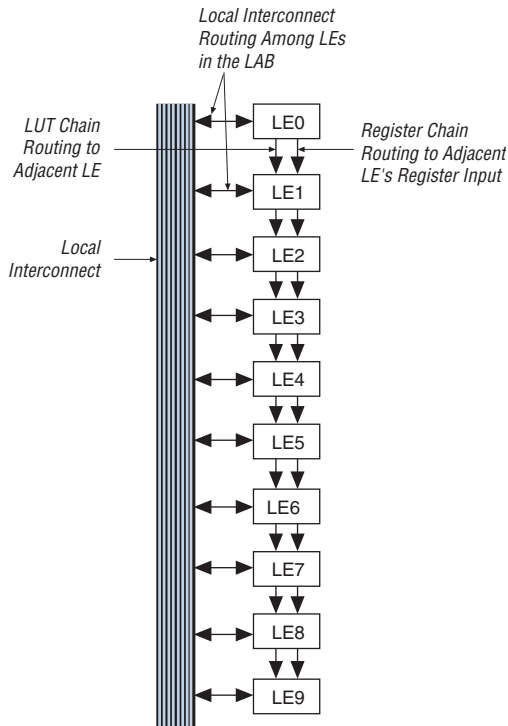 Local Interconnect
Routing Among LEs
in the LAB
LUT Chain
Routing to
Adjacent LE
Register Chain
Routing to Adjacent
LE's Register Input
Local
Interconnect
LE0
LE1
LE2
LE3
LE4
LE5
LE6
LE7
LE8
LE9